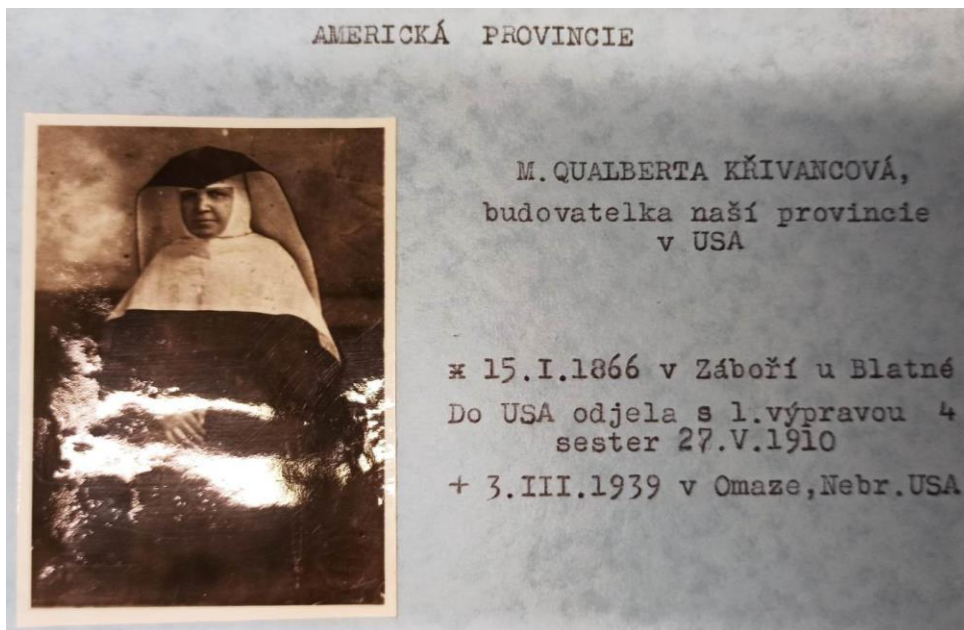 AMERICKÁ PROVINCIE
M.QUALBERTA KŘIVANCOVÁ,
budovatelka naší provincie
v USA
x 15.I.1866 v Záboří u Blatné
Do USA odjela s 1.výpravou 4
sester 27.V.1910
+ 3.III.1939 v Omaze,Nebr.USA